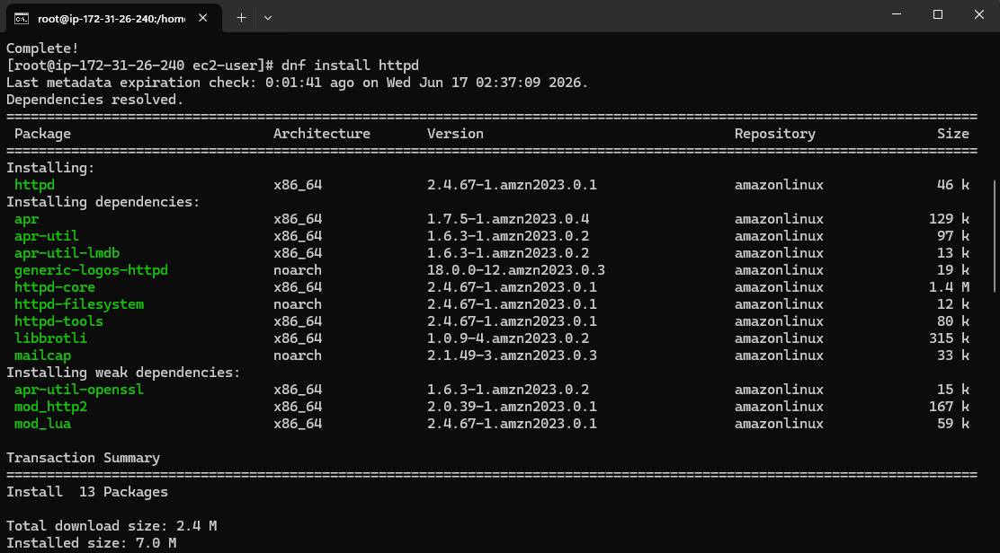 root@ip-172-31-26-240:/hom
Complete!
[root@ip-172-31-26-240 ec2-user]# dnf install httpd
Last metadata expiration check: 0:01:41 ago on Wed Jun 17 02:37:09 2026.
Dependencies resolved.
================================================================================
Package Architecture Version Repository Size
================================================================================
Installing:
httpd x86_64 2.4.67-1.amzn2023.0.1 amazonlinux 46 k
Installing dependencies:
apr x86_64 1.7.5-1.amzn2023.0.4 amazonlinux 129 k
apr-util x86_64 1.6.3-1.amzn2023.0.2 amazonlinux 97 k
apr-util-lmdb x86_64 1.6.3-1.amzn2023.0.2 amazonlinux 13 k
generic-logos-httpd noarch 18.0.0-12.amzn2023.0.3 amazonlinux 19 k
httpd-core x86_64 2.4.67-1.amzn2023.0.1 amazonlinux 1.4 M
httpd-filesystem noarch 2.4.67-1.amzn2023.0.1 amazonlinux 12 k
httpd-tools x86_64 2.4.67-1.amzn2023.0.1 amazonlinux 80 k
libbrotli x86_64 1.0.9-4.amzn2023.0.2 amazonlinux 315 k
mailcap noarch 2.1.49-3.amzn2023.0.3 amazonlinux 33 k
Installing weak dependencies:
apr-util-openssl x86_64 1.6.3-1.amzn2023.0.2 amazonlinux 15 k
mod_http2 x86_64 2.0.39-1.amzn2023.0.1 amazonlinux 167 k
mod_lua x86_64 2.4.67-1.amzn2023.0.1 amazonlinux 59 k
Transaction Summary
================================================================================
Install 13 Packages
Total download size: 2.4 M
Installed size: 7.0 M